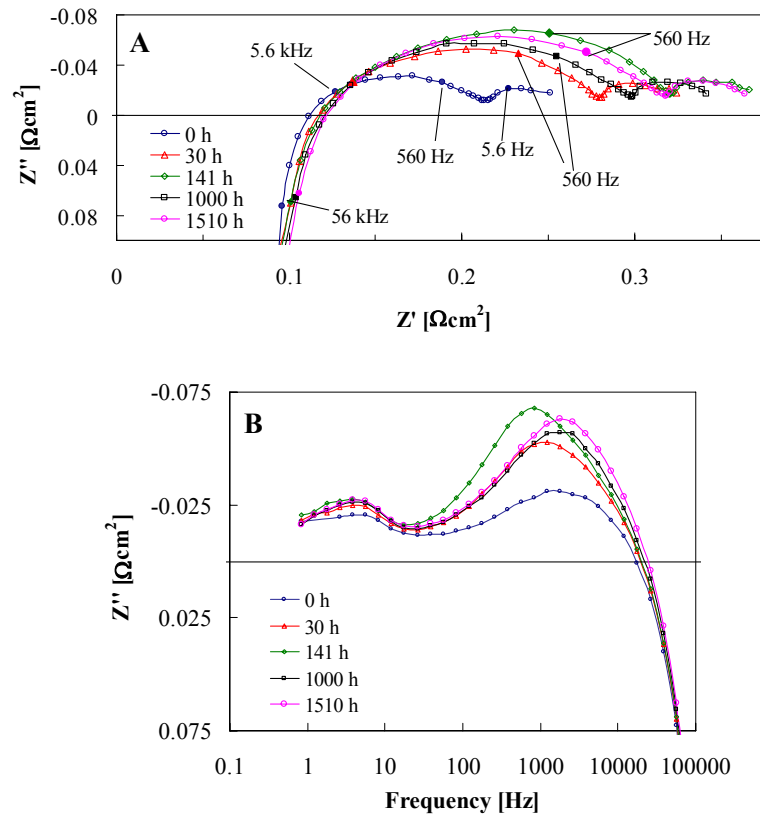 A
-0.08
-0.04
0
0.04
0.08
Z'' [Ωcm²]
5.6 kHz
560 Hz
560 Hz
5.6 Hz
560 Hz
56 kHz
0 h
30 h
141 h
1000 h
1510 h
0
0.1
0.2
0.3
Z' [Ωcm²]
B
-0.075
-0.025
0.025
0.075
Z'' [Ωcm²]
0 h
30 h
141 h
1000 h
1510 h
0.1
1
10
100
1000
10000
100000
Frequency [Hz]